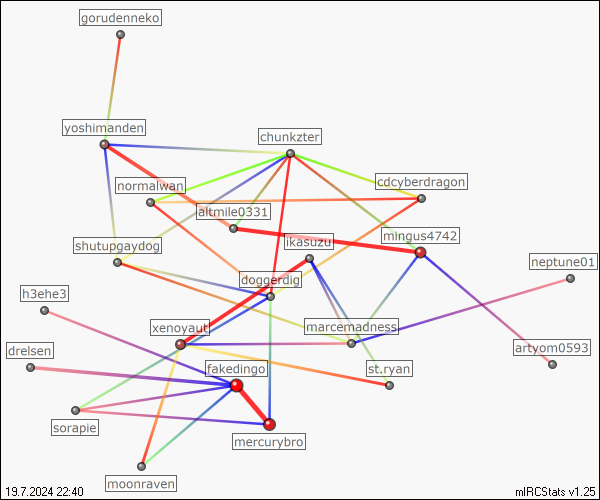 gorudenneko
yoshimanden
chunkzter
normalwan
cdcyberdragon
altmile0331
shutupgaydog
ikasuzu
mingus4742
neptune01
doggerdig
h3ehe3
xenoyaut
marcemadness
artyom0593
drelsen
fakedingo
st.ryan
sorapie
mercurybro
moonraven
19.7.2024 22:40
mIRCStats v1.25